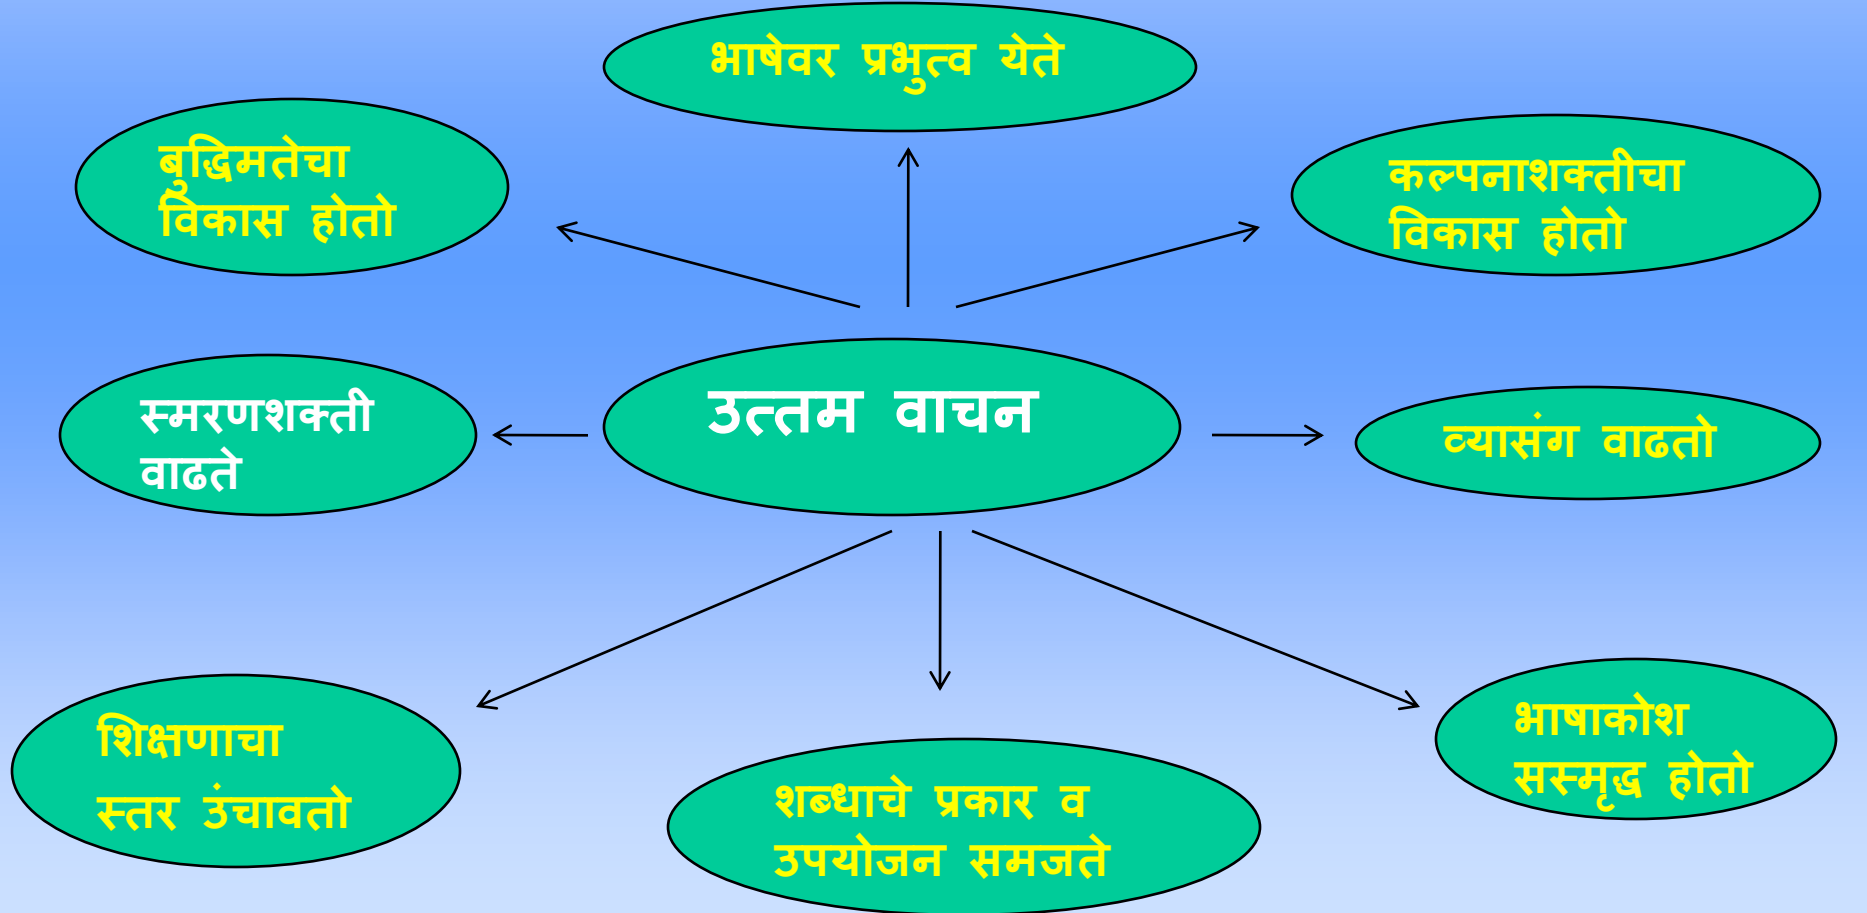 भाषेवर प्रभुत्व येते
बुद्धिमतेचा
विकास होतो
कल्पनाशक्तीचा
विकास होतो
उत्तम वाचन
स्मरणशक्ती
वाढते
व्यासंग वाढतो
शिक्षणाचा
स्तर उंचावतो
शब्धाचे प्रकार व
उपयोजन समजते
भाषाकोश
सस्मृद्ध होतो